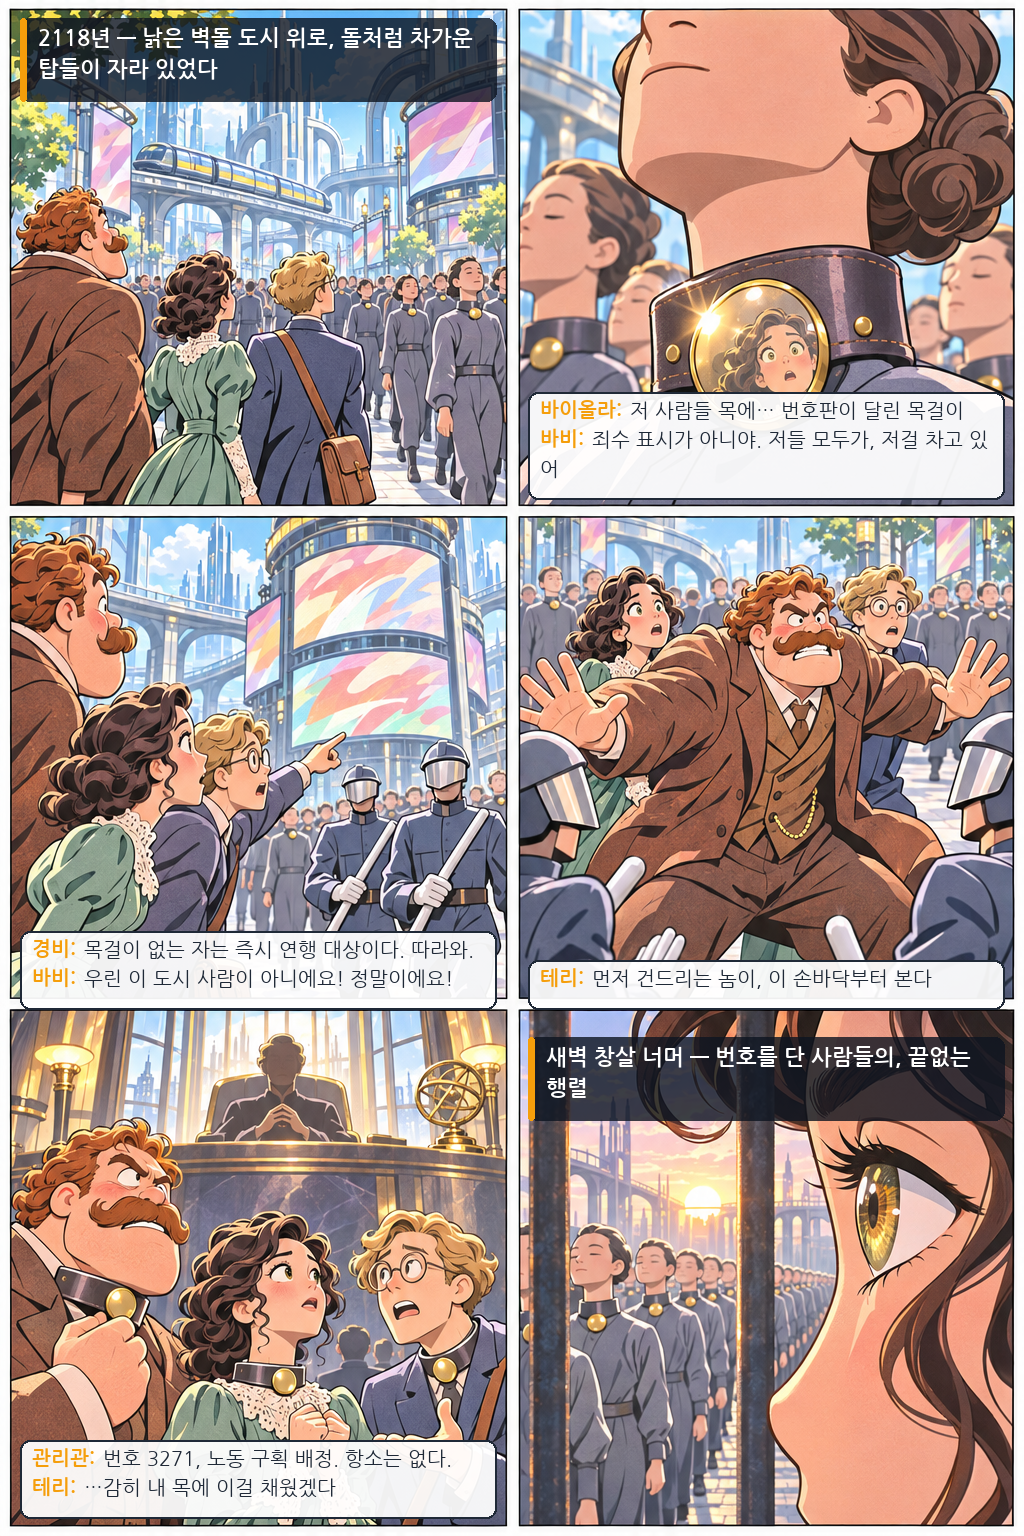 2118년 — 낡은 벽돌 도시 위로, 돌처럼 차가운
탑들이 자라 있었다
바이올라: 저 사람들 목에… 번호판이 달린 목걸이
바비: 죄수 표시가 아니야. 저들 모두가, 저걸 차고 있
어
경비: 목걸이 없는 자는 즉시 연행 대상이다. 따라와.
바비: 우린 이 도시 사람이 아니에요! 정말이에요!
테리: 먼저 건드리는 놈이, 이 손바닥부터 본다
관리관: 번호 3271, 노동 구획 배정. 항소는 없다.
테리: …감히 내 목에 이걸 채웠겠다
새벽 창살 너머 — 번호를 단 사람들의, 끝없는
행렬